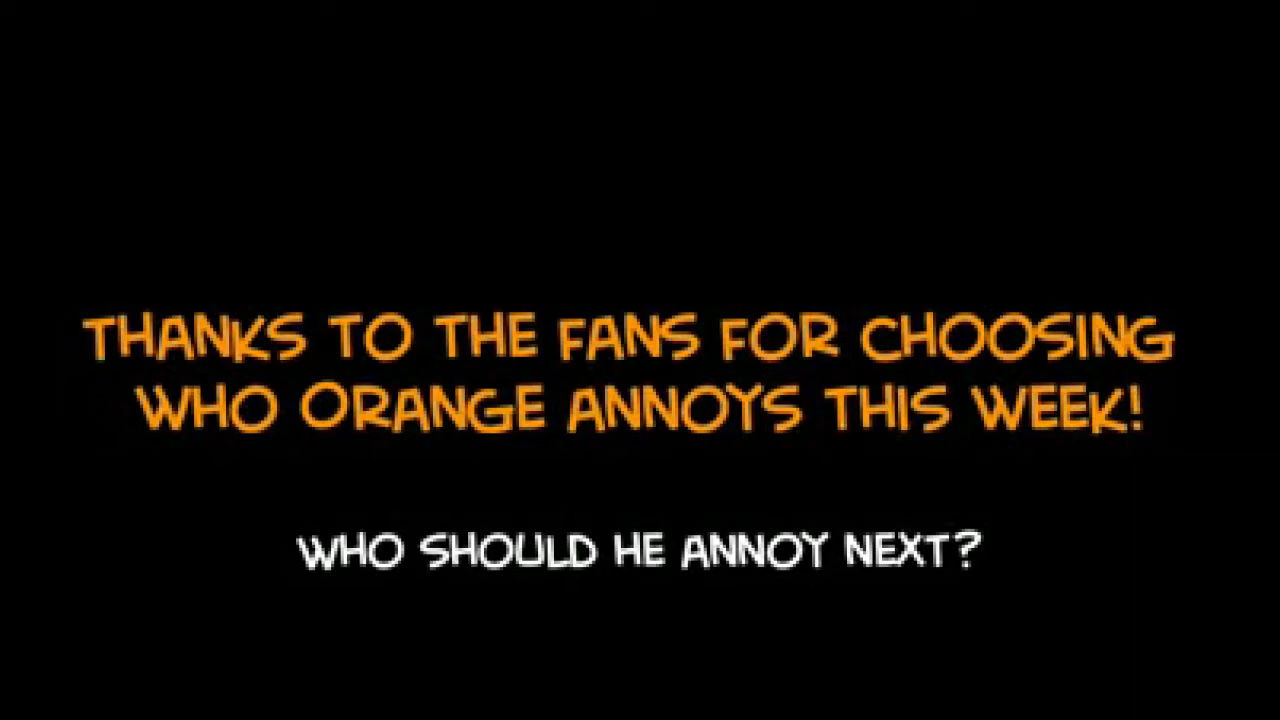 THANKS TO THE FANS FOR CHOOSING
WHO ORANGE ANNOYS THIS WEEK!
WHO SHOULD HE ANNOY NEXT?